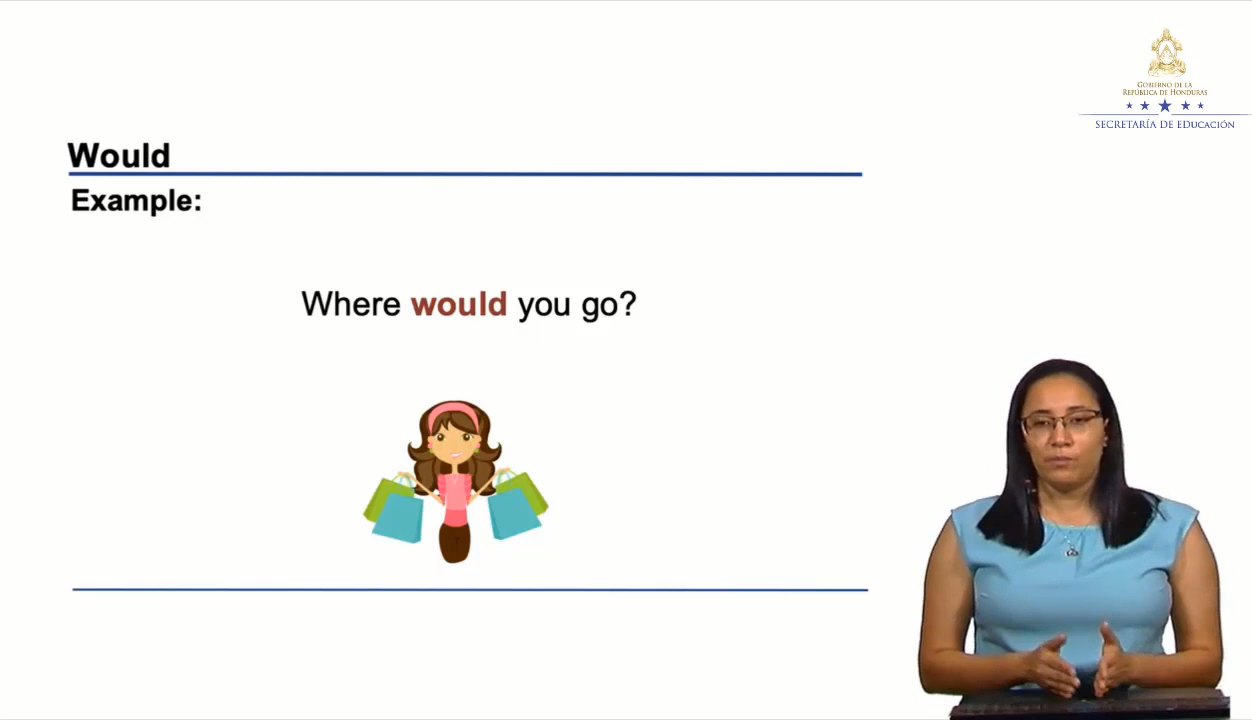 GOBIERNO DE LA
REPÚBLICA DE HONDURAS
SECRETARÍA DE EDUCACIÓN
Would
Example:
Where would you go?